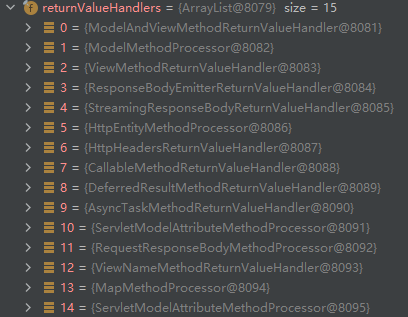 f returnValueHandlers = {ArrayList@8079} size = 15
0 = {ModelAndViewMethodReturnValueHandler@8081}
1 = {ModelMethodProcessor@8082}
2 = {ViewMethodReturnValueHandler@8083}
3 = {ResponseBodyEmitterReturnValueHandler@8084}
4 = {StreamingResponseBodyReturnValueHandler@8085}
5 = {HttpEntityMethodProcessor@8086}
6 = {HttpHeadersReturnValueHandler@8087}
7 = {CallableMethodReturnValueHandler@8088}
8 = {DeferredResultMethodReturnValueHandler@8089}
9 = {AsyncTaskMethodReturnValueHandler@8090}
10 = {ServletModelAttributeMethodProcessor@8091}
11 = {RequestResponseBodyMethodProcessor@8092}
12 = {ViewNameMethodReturnValueHandler@8093}
13 = {MapMethodProcessor@8094}
14 = {ServletModelAttributeMethodProcessor@8095}